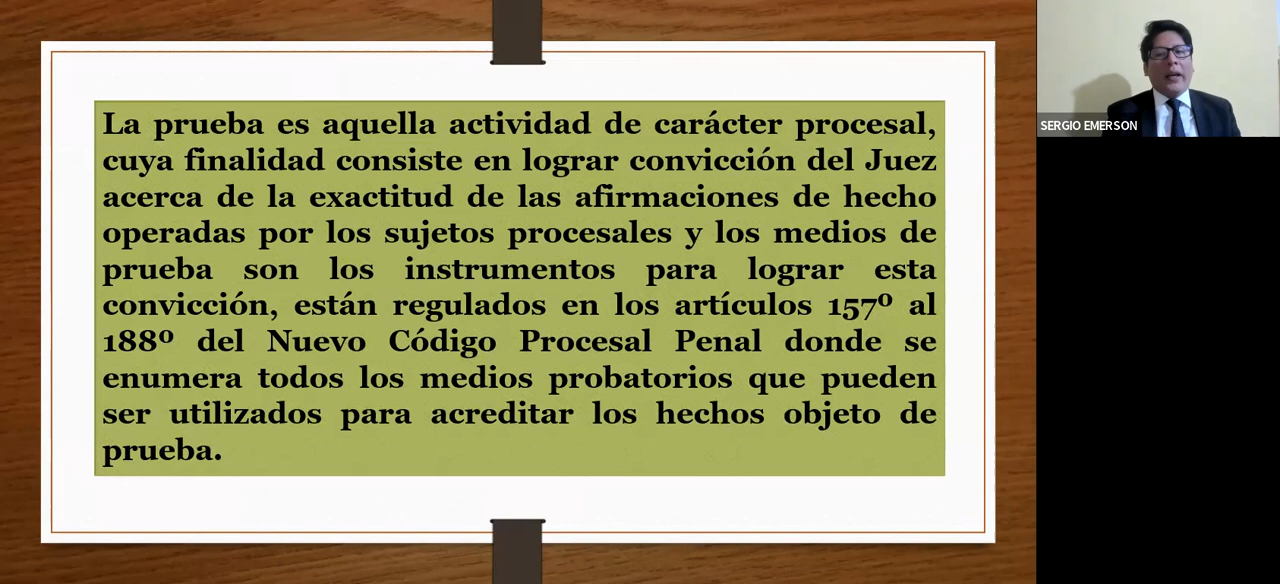 La prueba es aquella actividad de carácter procesal,
cuya finalidad consiste en lograr convicción del Juez
acerca de la exactitud de las afirmaciones de hecho
operadas por los sujetos procesales y los medios de
prueba son los instrumentos para lograr esta
convicción, están regulados en los artículos 157º al
188º del Nuevo Código Procesal Penal donde se
enumera todos los medios probatorios que pueden
ser utilizados para acreditar los hechos objeto de
prueba.
SERGIO EMERSON